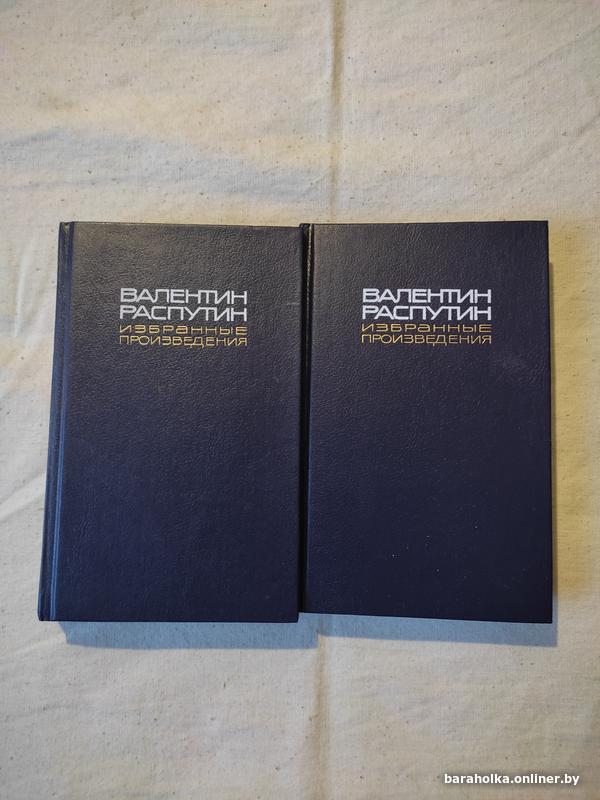 ВАЛЕНТИН
РАСПУТИН
ИЗБРАННЫЕ
ПРОИЗВЕДЕНИЯ
ВАЛЕНТИН
РАСПУТИН
ИЗБРАННЫЕ
ПРОИЗВЕДЕНИЯ
baraholka.onliner.by